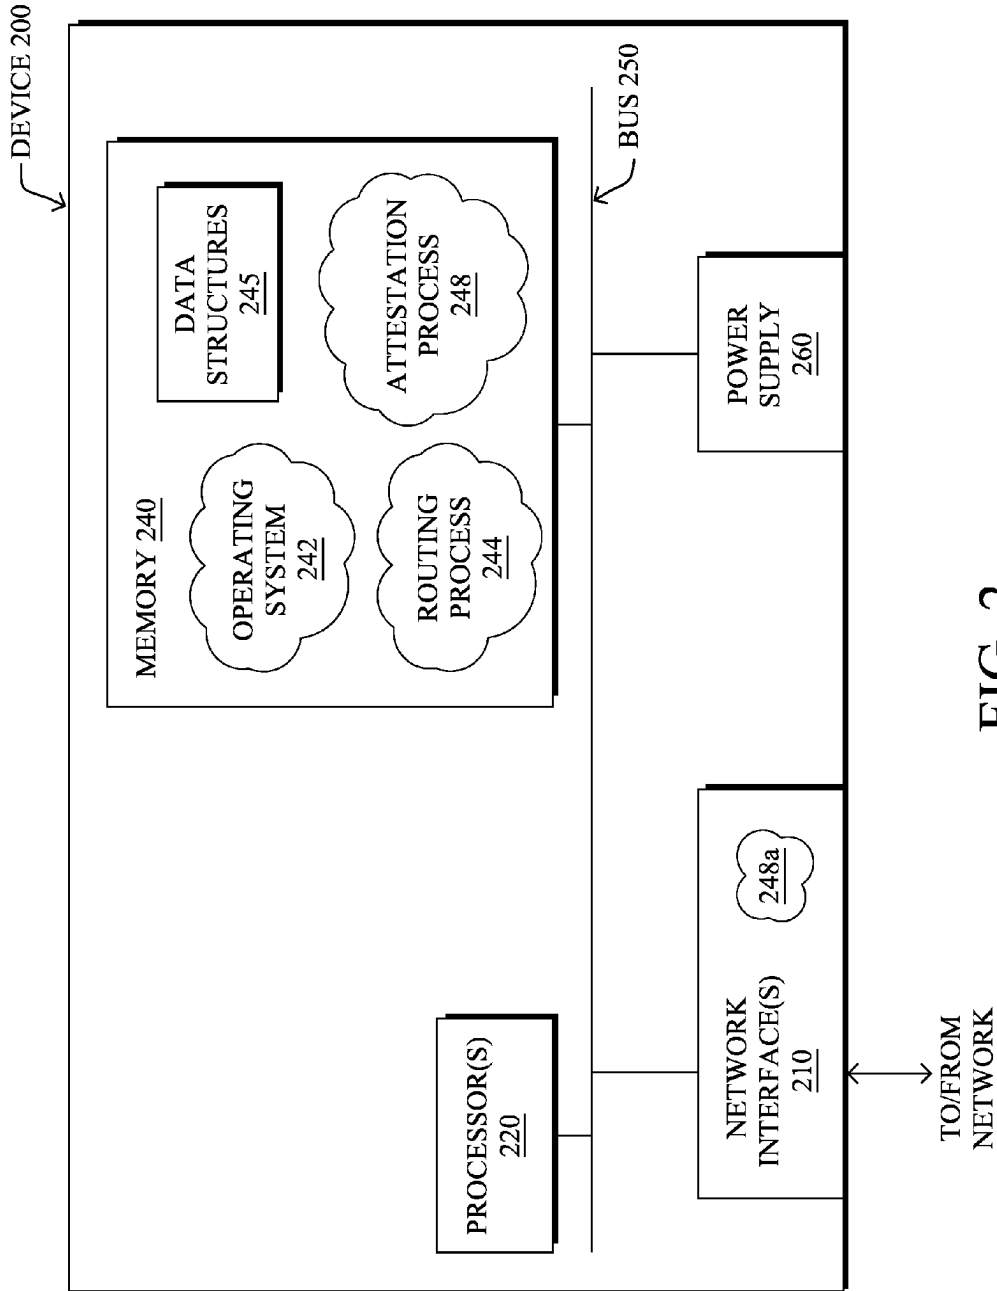 DEVICE 200
MEMORY 240
OPERATING
SYSTEM
242
DATA
STRUCTURES
245
ROUTING
PROCESS
244
ATTESTATION
PROCESS
248
PROCESSOR(S)
220
BUS 250
NETWORK
INTERFACE(S)
210
248a
POWER
SUPPLY
260
TO/FROM
NETWORK
FIG. 2